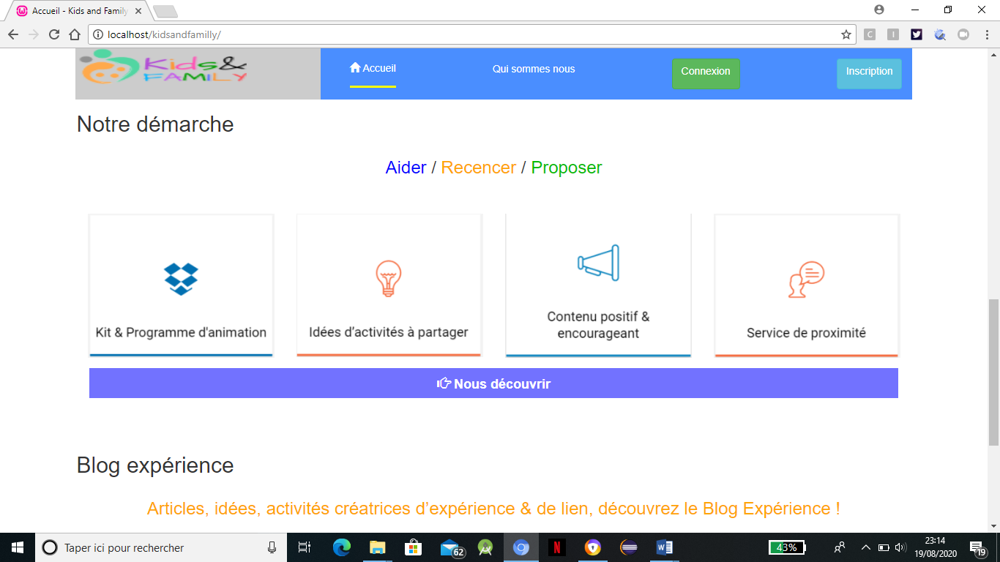 Accueil - Kids and Family
localhost/kidsandfamilly/
Kids&
FAMILY
Accueil
Qui sommes nous
Connexion
Inscription
Notre démarche
Aider / Recencer / Proposer
Kit & Programme d'animation
Idées d’activités à partager
Contenu positif &
encourageant
Service de proximité
Nous découvrir
Blog expérience
Articles, idées, activités créatrices d’expérience & de lien, découvrez le Blog Expérience !
Taper ici pour rechercher
62
43%
23:14
19/08/2020
19